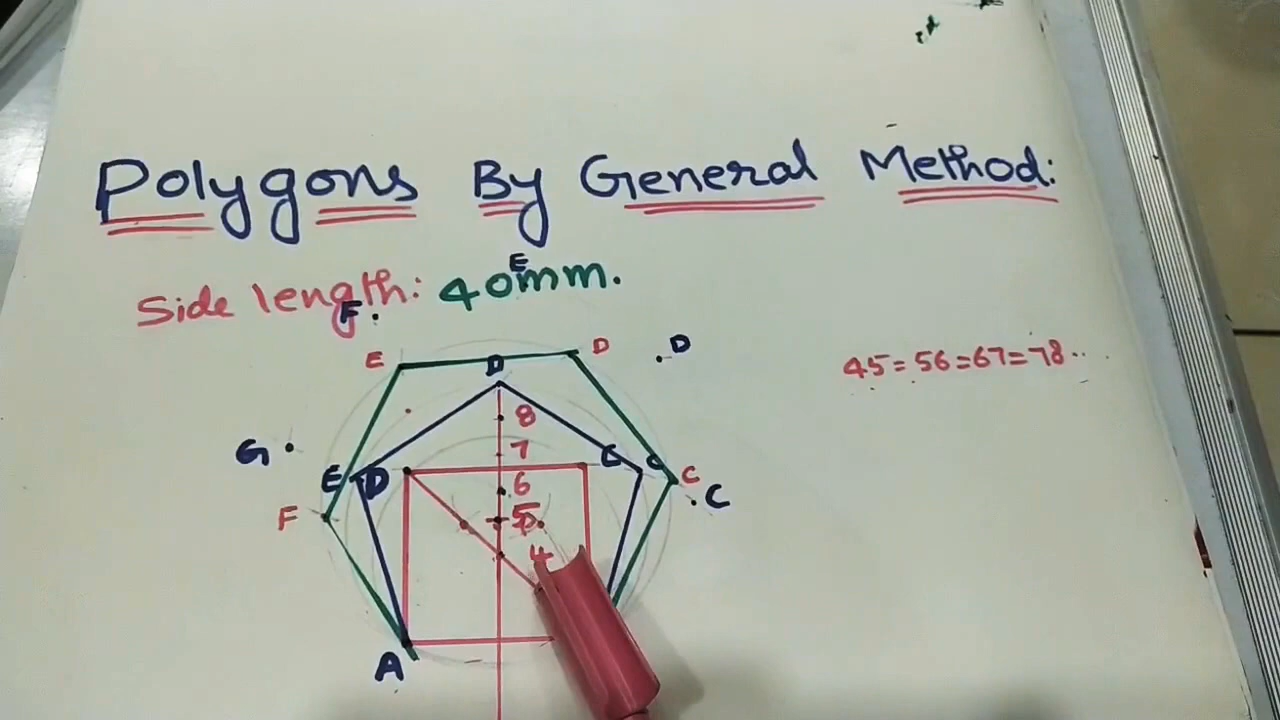 Polygons By General Method:
Side length: 40mm.
E
F
E
D
D
D
45=56=67=78..
8
7
G
E
D
C
C
C
C
6
F
5
4
A